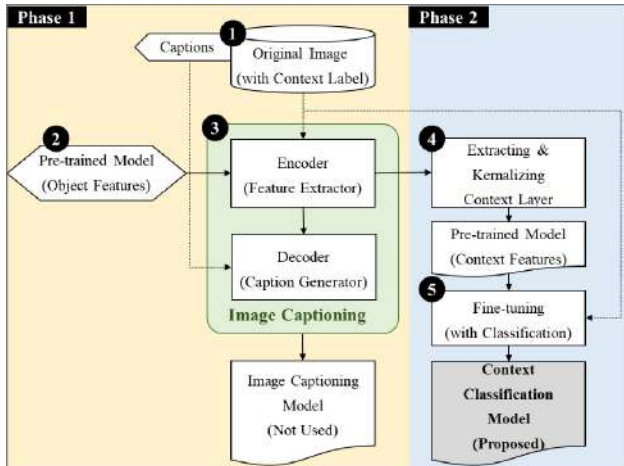 Phase 1
Phase 2
1
Captions
Original Image
(with Context Label)
2
Pre-trained Model
(Object Features)
3
Encoder
(Feature Extractor)
Decoder
(Caption Generator)
Image Captioning
Image Captioning
Model
(Not Used)
4
Extracting &
Kernalizing
Context Layer
Pre-trained Model
(Context Features)
5
Fine-tuning
(with Classification)
Context
Classification
Model
(Proposed)